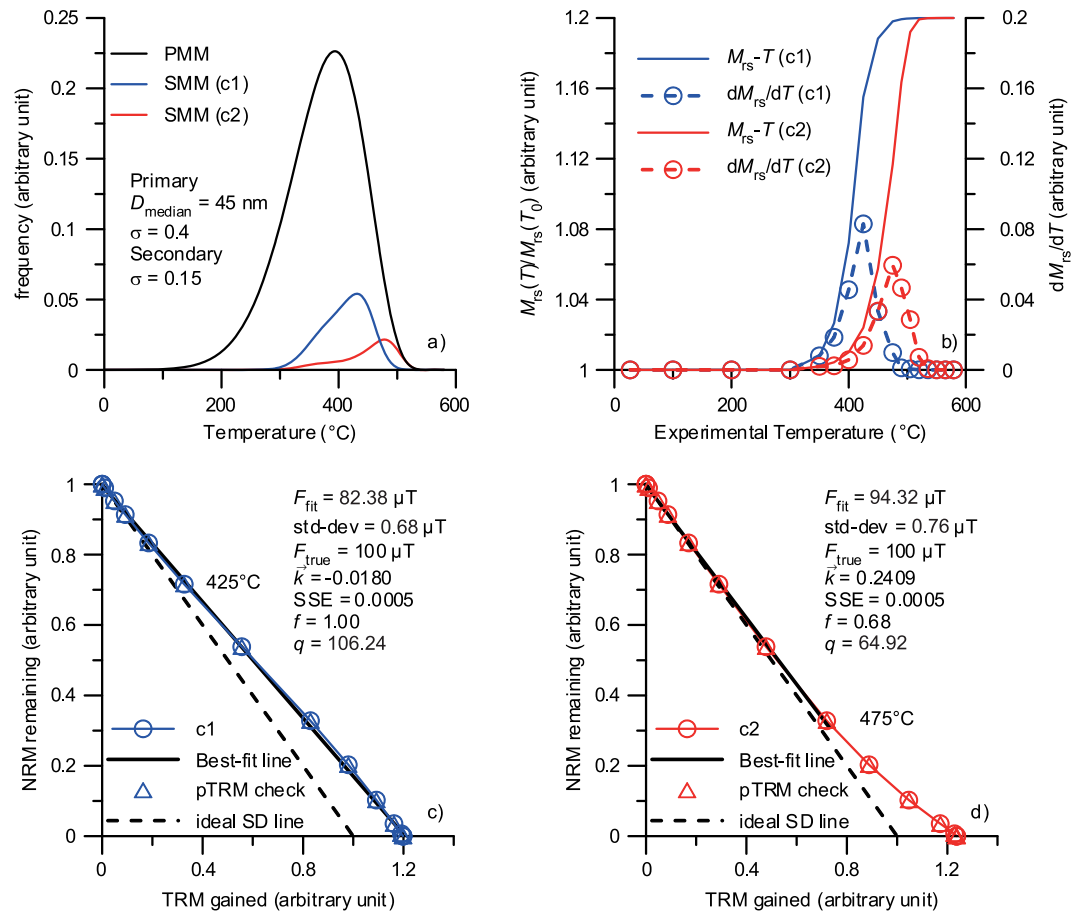 0.25
0.2
0.15
0.1
0.05
0
frequency (arbitrary unit)
PMM
SMM (c1)
SMM (c2)
Primary
D_median = 45 nm
σ = 0.4
Secondary
σ = 0.15
a)
0 200 400 600
Temperature (°C)
1.2
1.16
1.12
1.08
1.04
1
M_rs(T)/M_rs(T_0) (arbitrary unit)
M_rs-T (c1)
dM_rs/dT (c1)
M_rs-T (c2)
dM_rs/dT (c2)
b)
0.2
0.16
0.12
0.08
0.04
0
dM_rs/dT (arbitrary unit)
0 200 400 600
Experimental Temperature (°C)
1
0.8
0.6
0.4
0.2
0
NRM remaining (arbitrary unit)
F_fit = 82.38 µT
std-dev = 0.68 µT
F_true = 100 µT
k⃗ = -0.0180
SSE = 0.0005
f = 1.00
q = 106.24
425°C
c1
Best-fit line
pTRM check
ideal SD line
c)
0 0.4 0.8 1.2
TRM gained (arbitrary unit)
1
0.8
0.6
0.4
0.2
0
NRM remaining (arbitrary unit)
F_fit = 94.32 µT
std-dev = 0.76 µT
F_true = 100 µT
k⃗ = 0.2409
SSE = 0.0005
f = 0.68
q = 64.92
475°C
c2
Best-fit line
pTRM check
ideal SD line
d)
0 0.4 0.8 1.2
TRM gained (arbitrary unit)